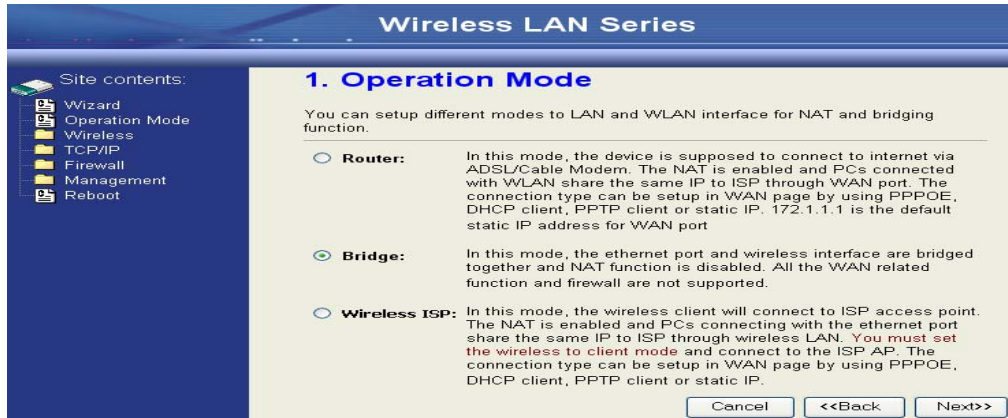 Wireless LAN Series
Site contents:
Wizard
Operation Mode
Wireless
TCP/IP
Firewall
Management
Reboot
1. Operation Mode
You can setup different modes to LAN and WLAN interface for NAT and bridging
function.
Router:
In this mode, the device is supposed to connect to internet via
ADSL/Cable Modem. The NAT is enabled and PCs connected
with WLAN share the same IP to ISP through WAN port. The
connection type can be setup in WAN page by using PPPOE,
DHCP client, PPTP client or static IP. 172.1.1.1 is the default
static IP address for WAN port
Bridge:
In this mode, the ethernet port and wireless interface are bridged
together and NAT function is disabled. All the WAN related
function and firewall are not supported.
Wireless ISP:
In this mode, the wireless client will connect to ISP access point.
The NAT is enabled and PCs connecting with the ethernet port
share the same IP to ISP through wireless LAN. You must set
the wireless to client mode and connect to the ISP AP. The
connection type can be setup in WAN page by using PPPOE,
DHCP client, PPTP client or static IP.
Cancel
<<Back
Next>>